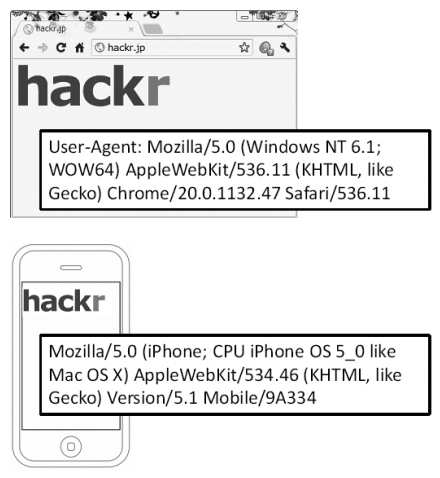 hackr.jp
hackr.jp
hackr
User-Agent: Mozilla/5.0 (Windows NT 6.1;
WOW64) AppleWebKit/536.11 (KHTML, like
Gecko) Chrome/20.0.1132.47 Safari/536.11
hackr
Mozilla/5.0 (iPhone; CPU iPhone OS 5_0 like
Mac OS X) AppleWebKit/534.46 (KHTML, like
Gecko) Version/5.1 Mobile/9A334